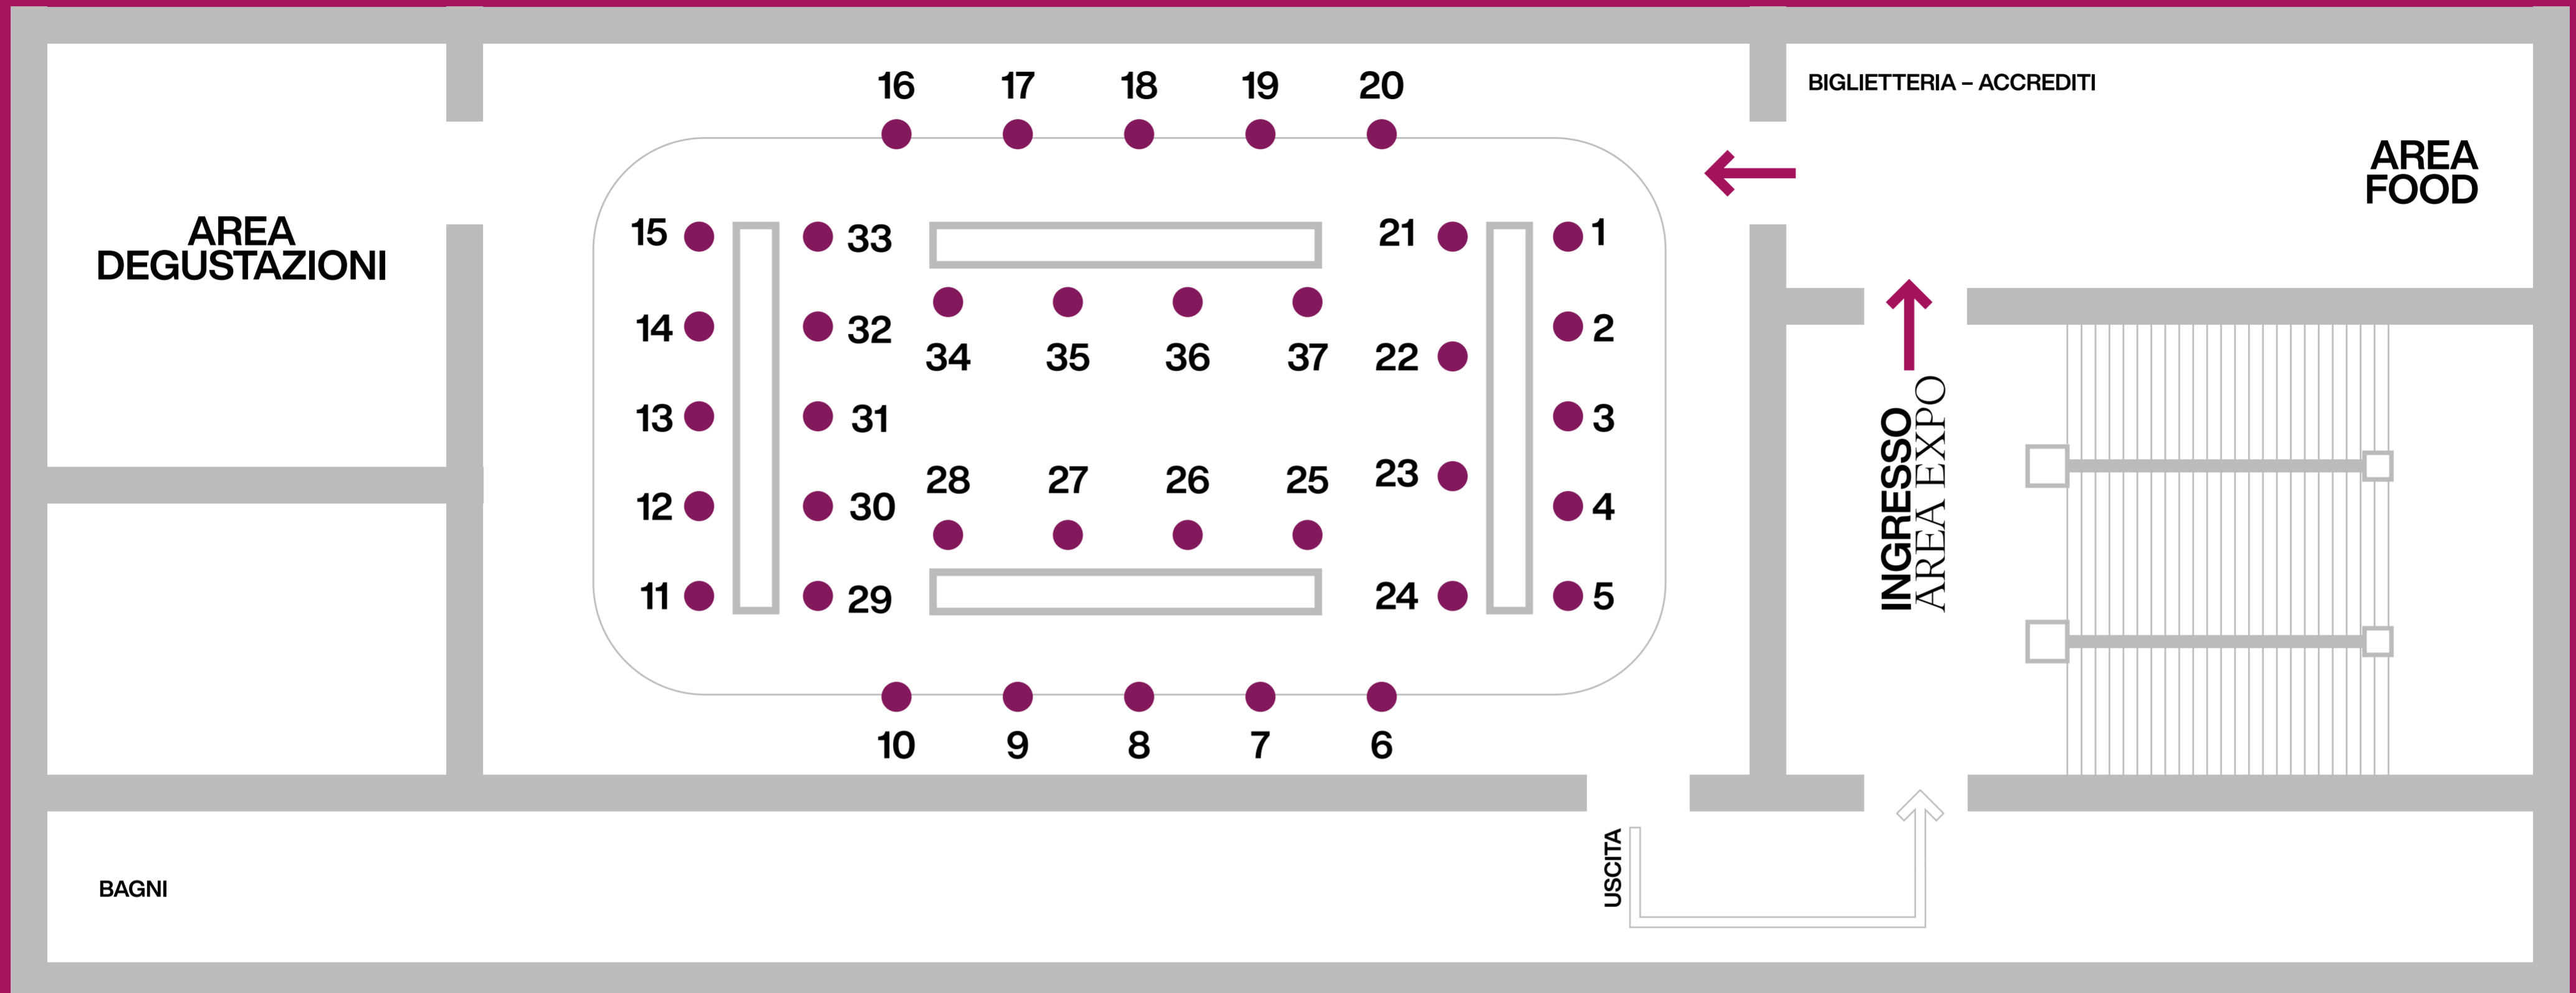 16 17 18 19 20
BIGLIETTERIA – ACCREDITI
AREA
FOOD
AREA
DEGUSTAZIONI
15 33 21 1
14 32 22 2
34 35 36 37
13 31 3
28 27 26 25 23
12 30 4
11 29 24 5
10 9 8 7 6
INGRESSO
AREA EXPO
USCITA
BAGNI